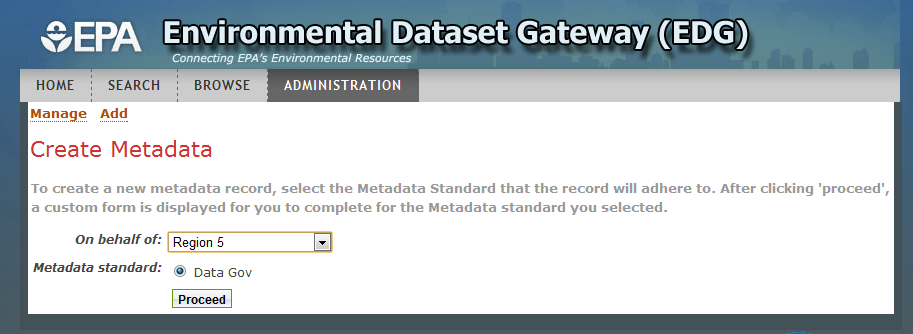 EPA Environmental Dataset Gateway (EDG)
Connecting EPA's Environmental Resources
HOME SEARCH BROWSE ADMINISTRATION
Manage Add
Create Metadata
To create a new metadata record, select the Metadata Standard that the record will adhere to. After clicking 'proceed',
a custom form is displayed for you to complete for the Metadata standard you selected.
On behalf of: Region 5
Metadata standard: Data Gov
Proceed